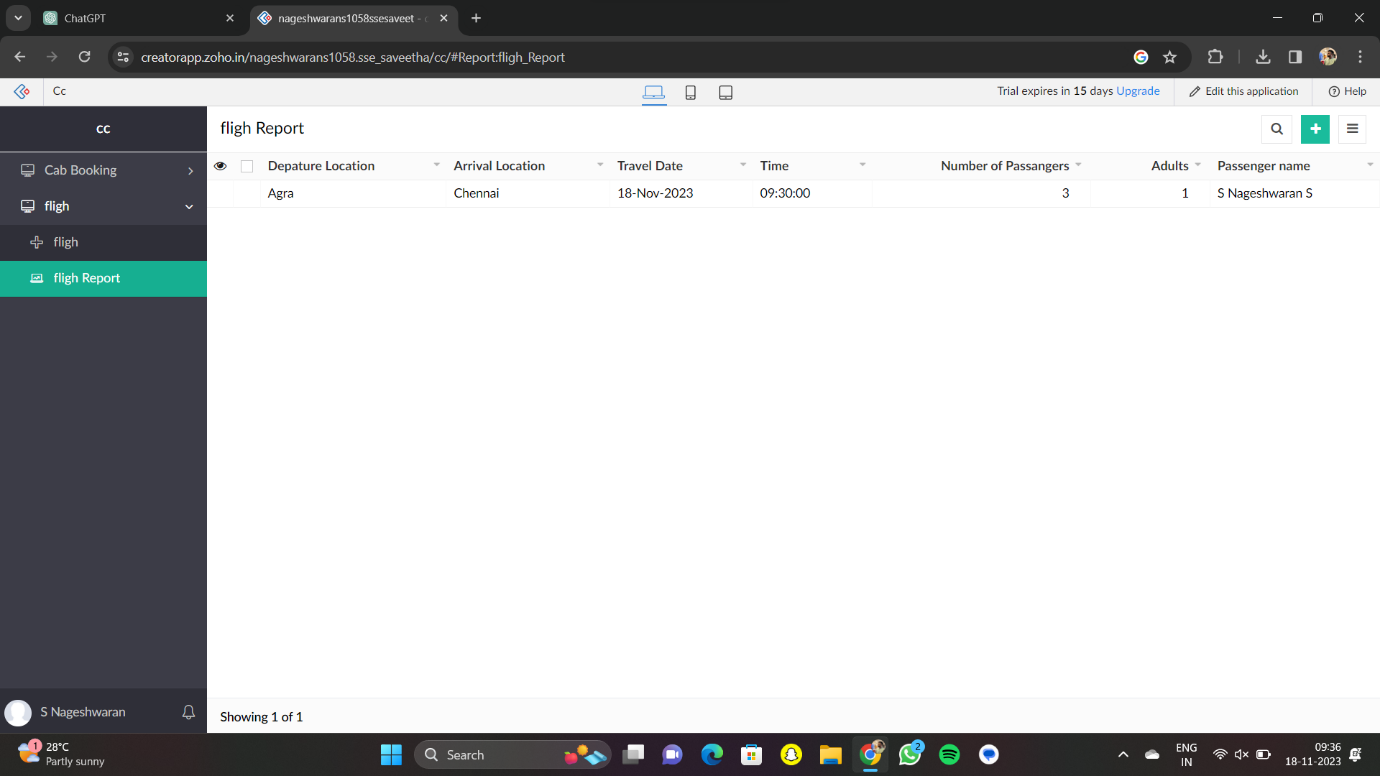 ChatGPT
nageshwarans1058ssesaveet -
creatorapp.zoho.in/nageshwarans1058.sse_saveetha/cc/#Report:fligh_Report
Cc
Trial expires in 15 days Upgrade
Edit this application
Help
CC
fligh Report
Cab Booking
fligh
fligh
fligh Report
Depature Location Arrival Location Travel Date Time Number of Passangers Adults Passenger name
Agra Chennai 18-Nov-2023 09:30:00 3 1 S Nageshwaran S
Showing 1 of 1
S Nageshwaran
1
28°C
Partly sunny
Search
2
ENG
IN
09:36
18-11-2023